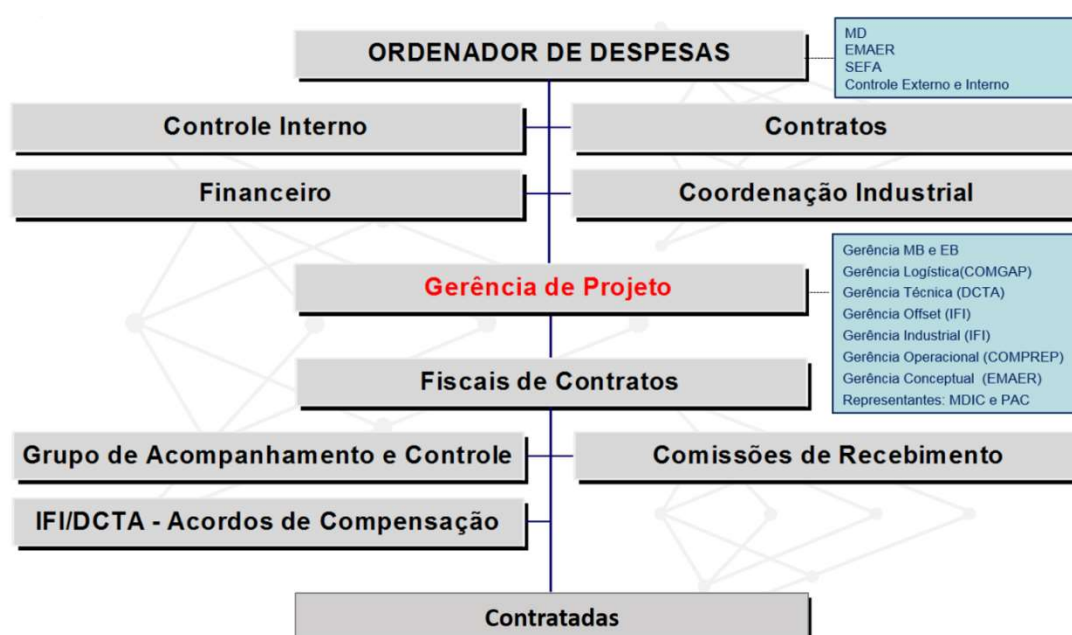 ORDENADOR DE DESPESAS
MD
EMAER
SEFA
Controle Externo e Interno
Controle Interno
Contratos
Financeiro
Coordenação Industrial
Gerência de Projeto
Gerência MB e EB
Gerência Logística(COMGAP)
Gerência Técnica (DCTA)
Gerência Offset (IFI)
Gerência Industrial (IFI)
Gerência Operacional (COMPREP)
Gerência Conceptual (EMAER)
Representantes: MDIC e PAC
Fiscais de Contratos
Grupo de Acompanhamento e Controle
Comissões de Recebimento
IFI/DCTA - Acordos de Compensação
Contratadas